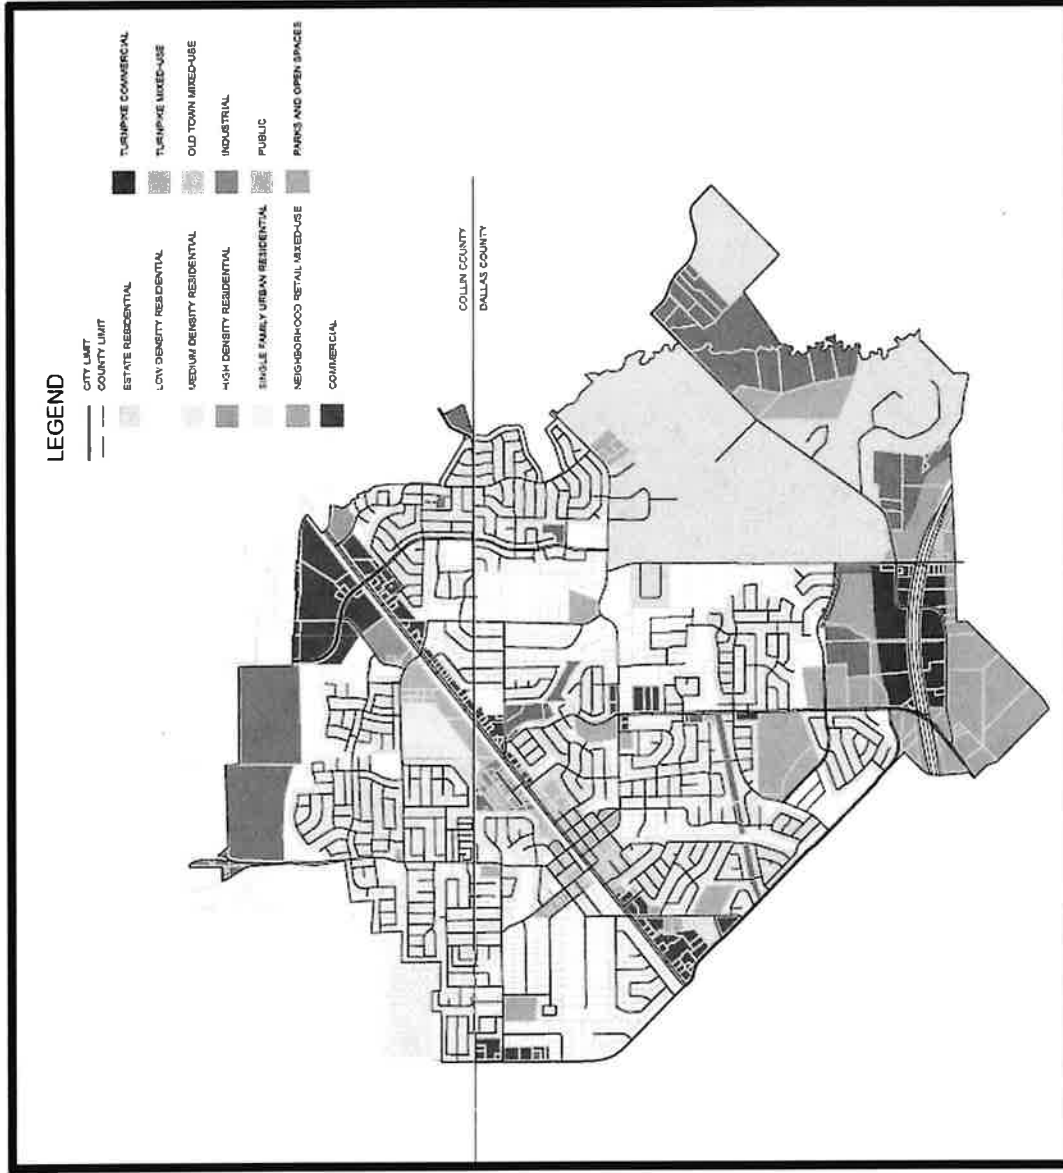 LEGEND
CITY LIMIT
COUNTY LIMIT
ESTATE RESIDENTIAL
LOW DENSITY RESIDENTIAL
MEDIUM DENSITY RESIDENTIAL
HIGH DENSITY RESIDENTIAL
SINGLE FAMILY URBAN RESIDENTIAL
NEIGHBORHOOD RETAIL MIXED-USE
COMMERCIAL
TURNPIKE COMMERCIAL
TURNPIKE MIXED-USE
OLD TOWN MIXED-USE
INDUSTRIAL
PUBLIC
PARKS AND OPEN SPACES
COLLIN COUNTY
DALLAS COUNTY